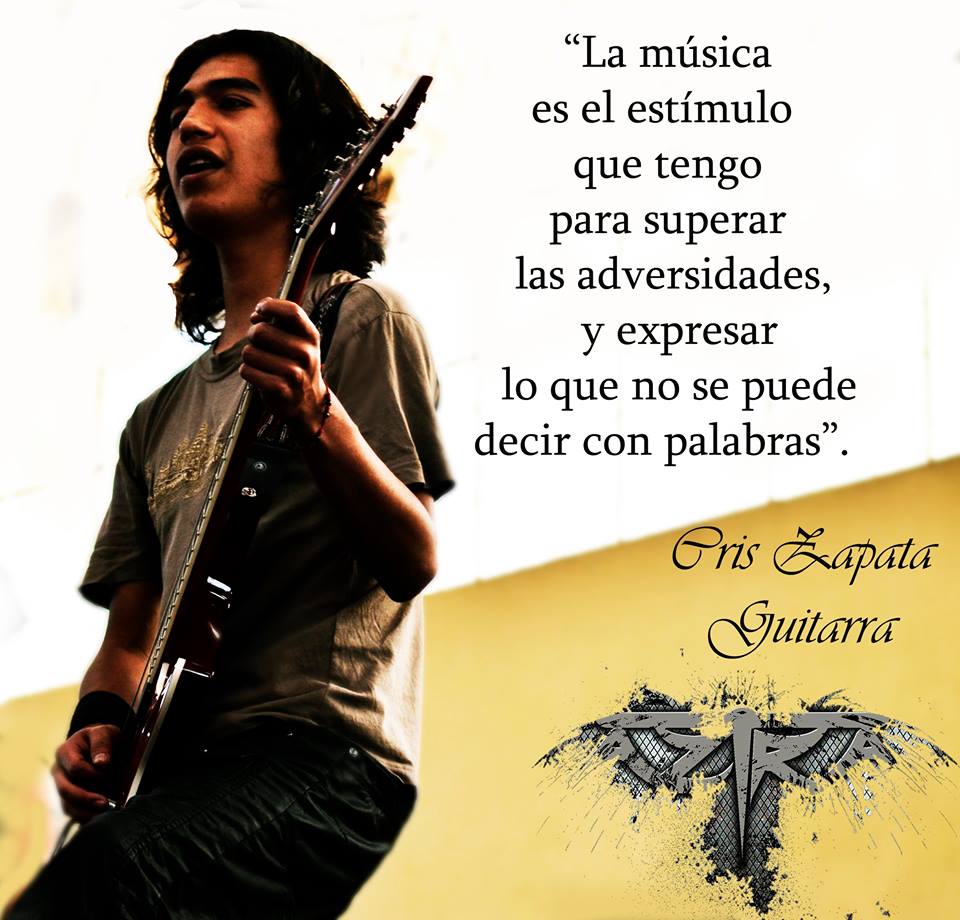 “La música
es el estímulo
que tengo
para superar
las adversidades,
y expresar
lo que no se puede
decir con palabras”.
Cris Zapata
Guitarra